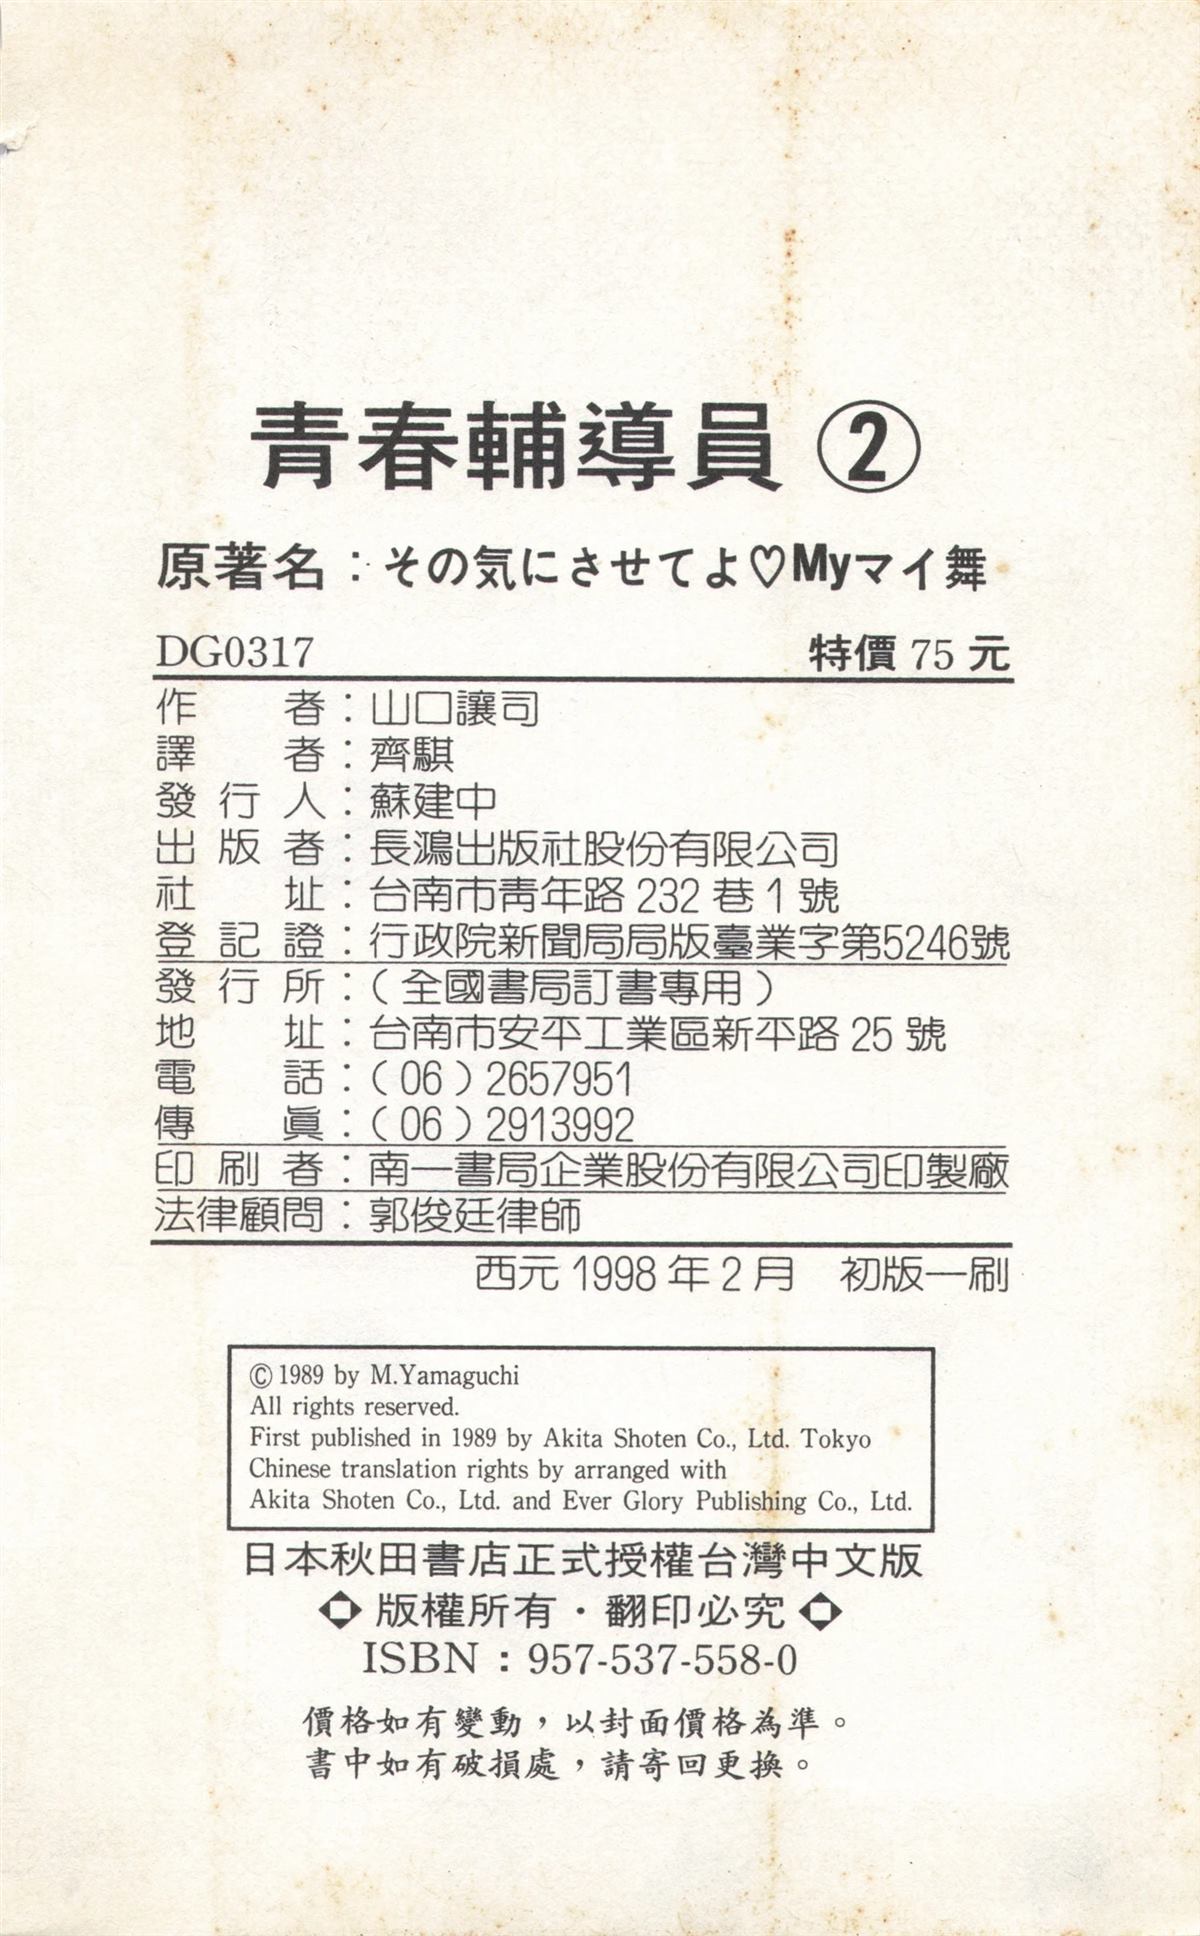 青春輔導員 ②
原著名：その気にさせてよ♡Myマイ舞
DG0317 特價 75 元
作者：山口讓司
譯者：齊騏
發行人：蘇建中
出版者：長鴻出版社股份有限公司
社址：台南市青年路 232 巷 1 號
登記證：行政院新聞局局版臺業字第5246號
發行所：（全國書局訂書專用）
地址：台南市安平工業區新平路 25 號
電話：（06）2657951
傳眞：（06）2913992
印刷者：南一書局企業股份有限公司印製廠
法律顧問：郭俊廷律師
西元 1998 年 2 月　初版一刷
©1989 by M.Yamaguchi
All rights reserved.
First published in 1989 by Akita Shoten Co., Ltd. Tokyo
Chinese translation rights by arranged with
Akita Shoten Co., Ltd. and Ever Glory Publishing Co., Ltd.
日本秋田書店正式授權台灣中文版
版權所有・翻印必究
ISBN：957-537-558-0
價格如有變動，以封面價格為準。
書中如有破損處，請寄回更換。